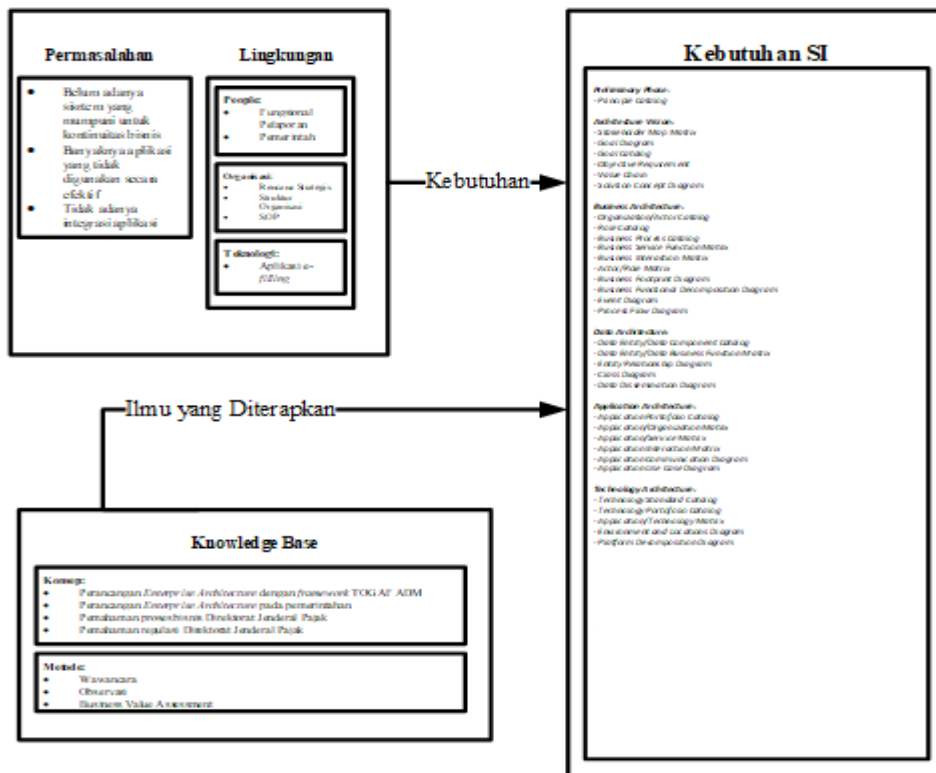 Permasalahan
Belum adanya
sistem yang
mumpuni untuk
kontinuitas bisnis
Banyaknya aplikasi
yang tidak
digunakan secara
efektif
Tidak adanya
integrasi aplikasi
Lingkungan
People:
Fungsional
Pelaporan
Pemerintah
Organisasi:
Rencana Strategis
Struktur
Organisasi
SOP
Teknologi:
Aplikasi e-
filling
Kebutuhan
Kebutuhan SI
Preliminary Phase:
- Principle Catalog
Architecture Vision:
- Stakeholder Map Matrix
- Goal Diagram
- Goal Catalog
- Objective Requirement
- Value Chain
- Solution Concept Diagram
Business Architecture:
- Organization/Actor Catalog
- Role Catalog
- Business Process Catalog
- Business Service Function Matrix
- Business Interaction Matrix
- Actor/Role Matrix
- Business Footprint Diagram
- Business Functional Decomposition Diagram
- Event Diagram
- Process Flow Diagram
Data Architecture:
- Data Entity/Data Component Catalog
- Data Entity/Data Business Function Matrix
- Entity Relationship Diagram
- Class Diagram
- Data Dissemination Diagram
Application Architecture:
- Application Portofolio Catalog
- Application/Organization Matrix
- Application/Service Matrix
- Application Interaction Matrix
- Application Communication Diagram
- Application Use Case Diagram
Technology Architecture:
- Technology Standard Catalog
- Technology Portofolio Catalog
- Application/Technology Matrix
- Environment and Locations Diagram
- Platform Decomposition Diagram
Ilmu yang Diterapkan
Knowledge Base
Konsep:
Perancangan Enterprise Architecture dengan framework TOGAF ADM
Perancangan Enterprise Architecture pada pemerintahan
Pemahaman proses bisnis Direktorat Jenderal Pajak
Pemahaman regulasi Direktorat Jenderal Pajak
Metode:
Wawancara
Observasi
Business Value Assessment